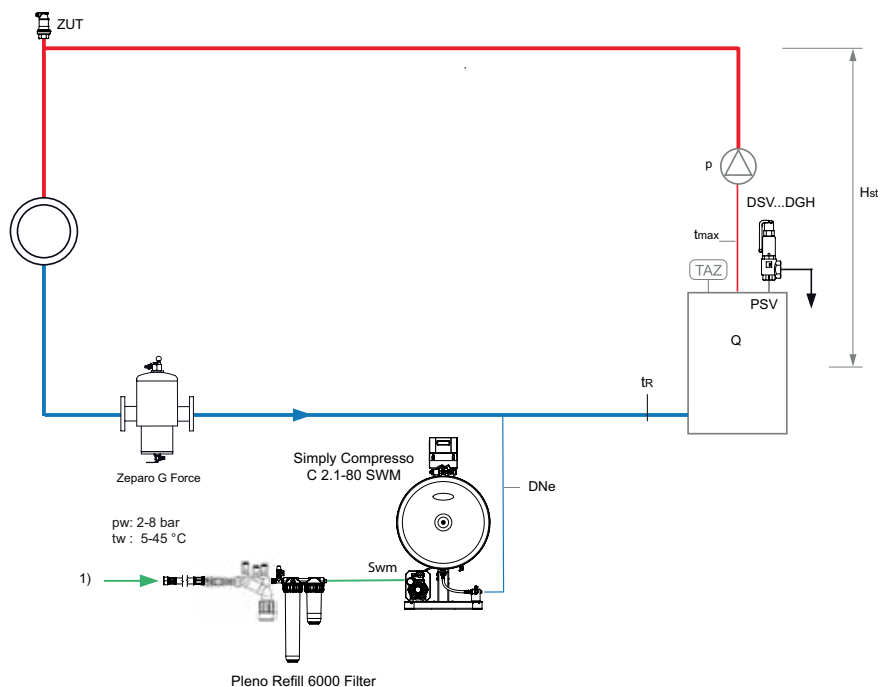 ZUT
p
Hst
DSV...DGH
tmax
TAZ
PSV
Q
tR
Zeparo G Force
Simply Compresso
C 2.1-80 SWM
DNe
pw: 2-8 bar
tw : 5-45 °C
1)
Swm
Pleno Refill 6000 Filter